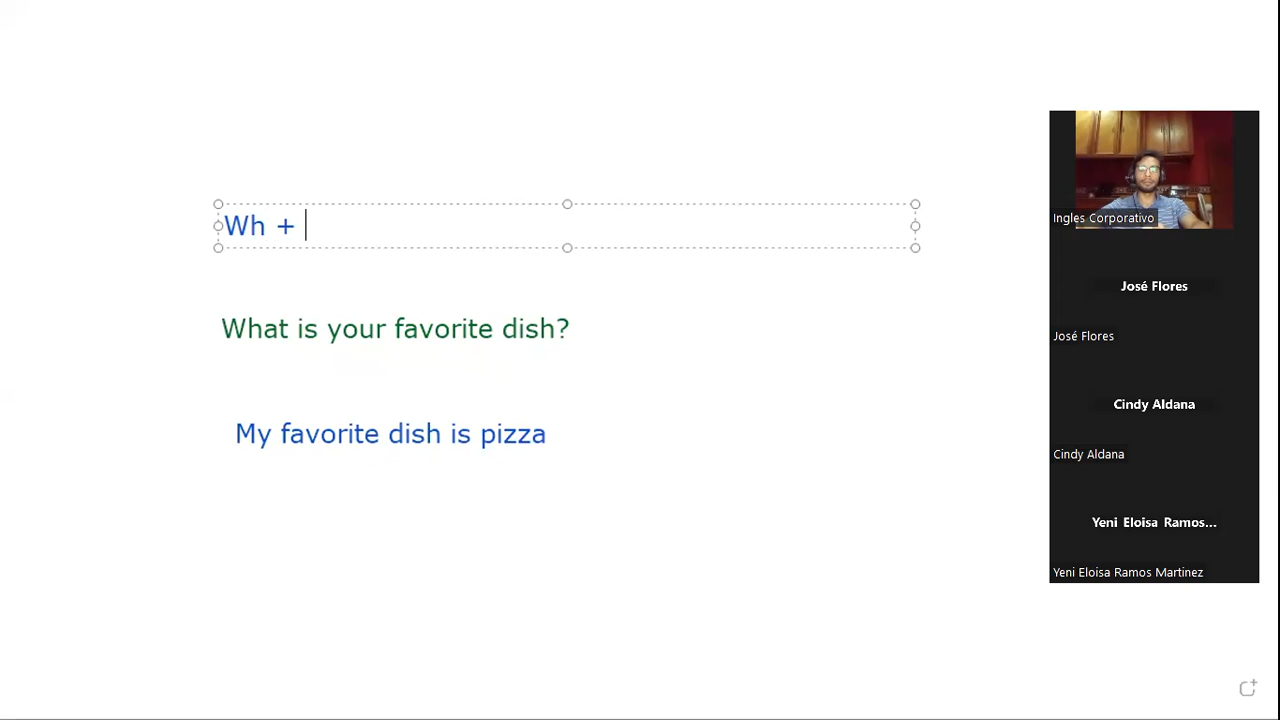 Wh +
What is your favorite dish?
My favorite dish is pizza
Ingles Corporativo
José Flores
José Flores
Cindy Aldana
Cindy Aldana
Yeni Eloisa Ramos...
Yeni Eloisa Ramos Martinez